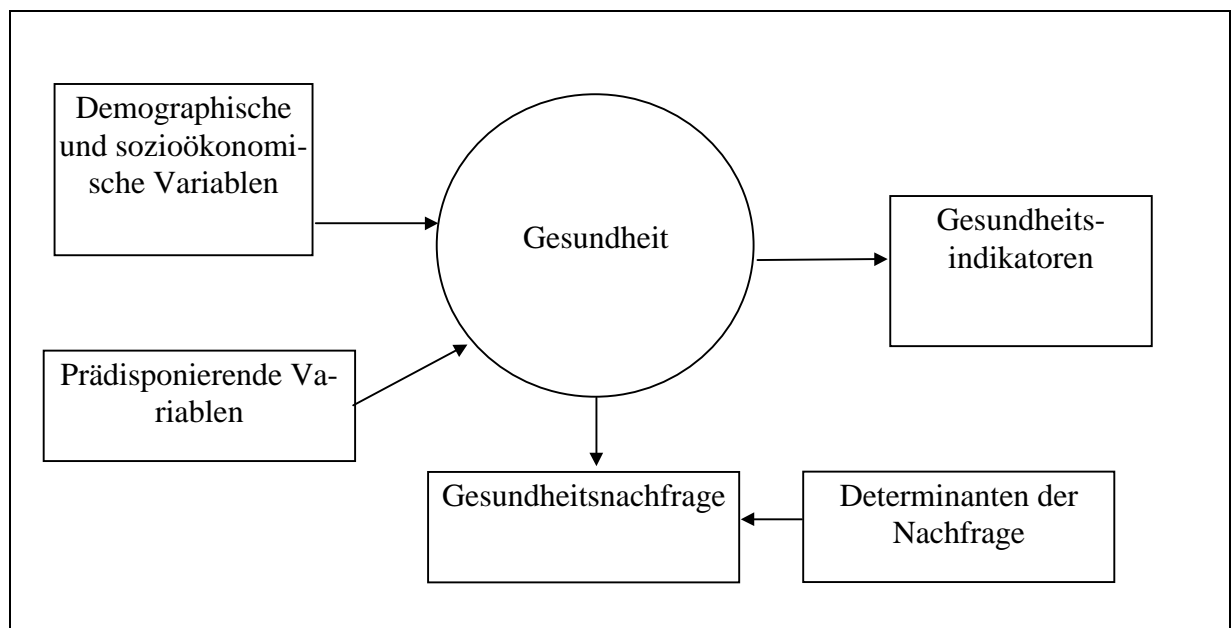 Demographische
und sozioökonomi-
sche Variablen
Gesundheit
Gesundheits-
indikatoren
Prädisponierende Va-
riablen
Gesundheitsnachfrage
Determinanten der
Nachfrage